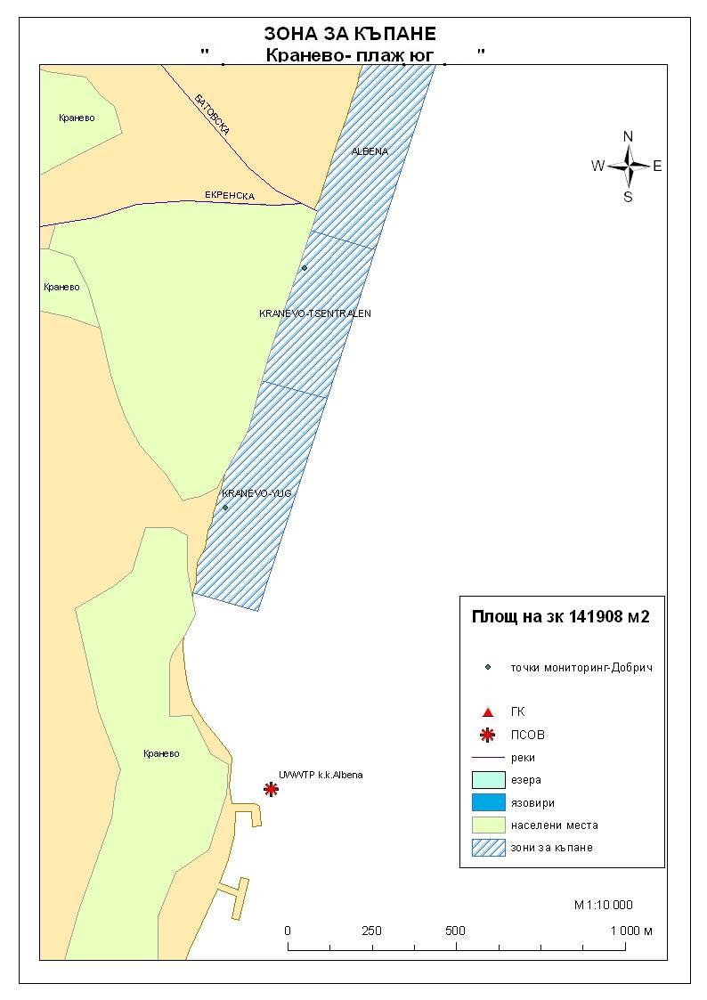 ЗОНА ЗА КЪПАНЕ
" Кранево- плаж юг "
Кранево
БАТОВСКА
ALBENA
N
W E
S
ЕКРЕНСКА
Кранево
KRANEVO-TSENTRALEN
KRANEVO-YUG
Площ на зк 141908 м2
точки мониторинг-Добрич
ГК
ПСОВ
реки
езера
язовири
населени места
зони за къпане
Кранево
UWWTP k.k.Albena
М 1:10 000
0 250 500 1 000 м